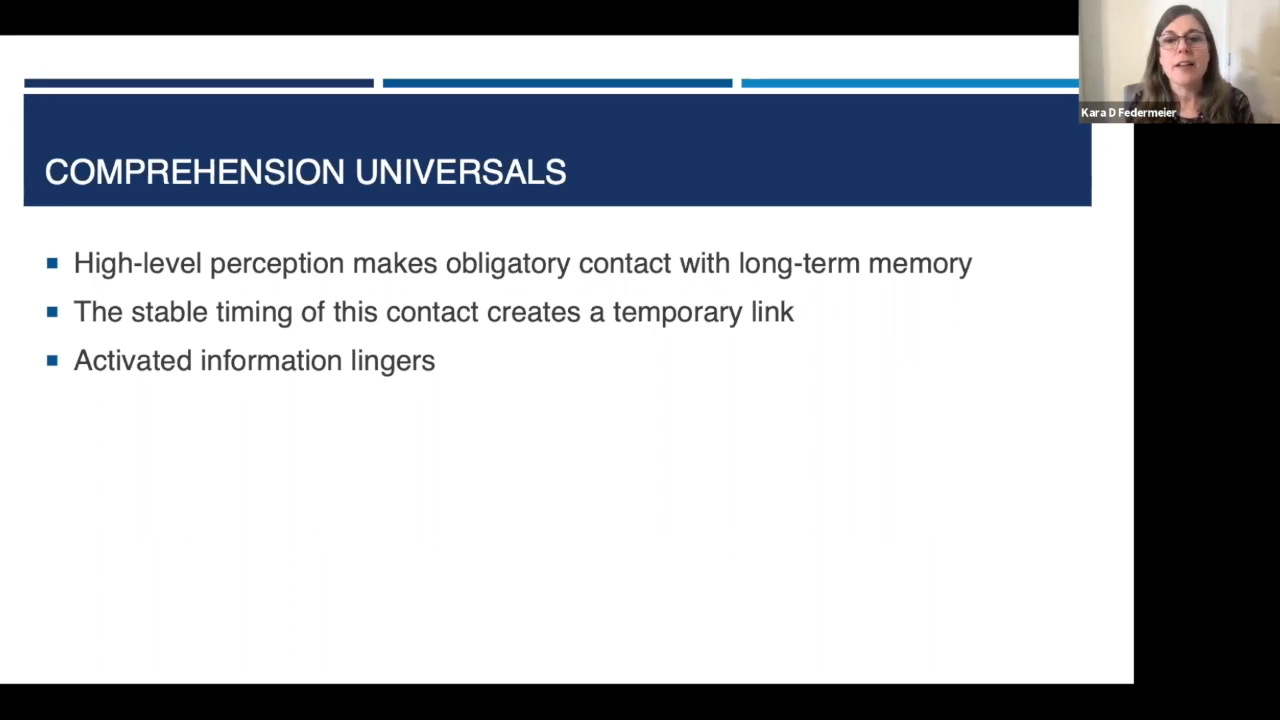 Kara D Federmeier
COMPREHENSION UNIVERSALS
High-level perception makes obligatory contact with long-term memory
The stable timing of this contact creates a temporary link
Activated information lingers